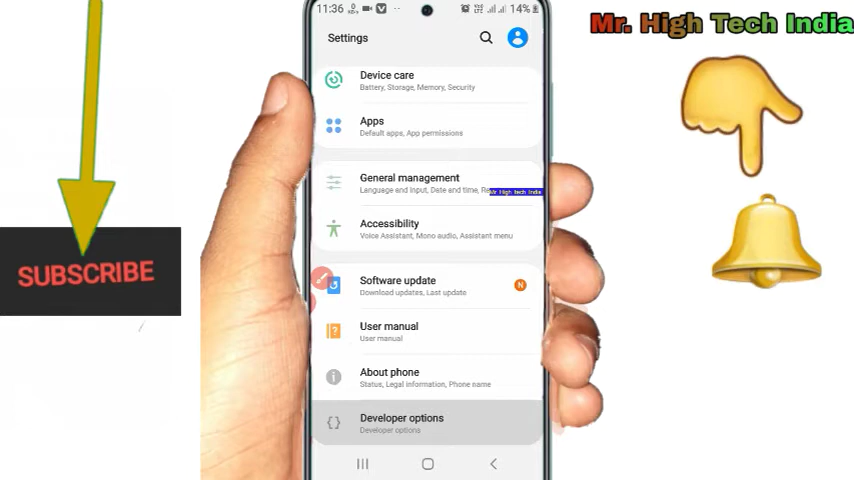 11:36
14%
Mr. High Tech India
Settings
Device care
Battery, Storage, Memory, Security
Apps
Default apps, App permissions
General management
Language and input, Date and time, Re
Mr High tech India
Accessibility
Voice Assistant, Mono audio, Assistant menu
SUBSCRIBE
Software update
Download updates, Last update
N
User manual
User manual
About phone
Status, Legal information, Phone name
Developer options
Developer options